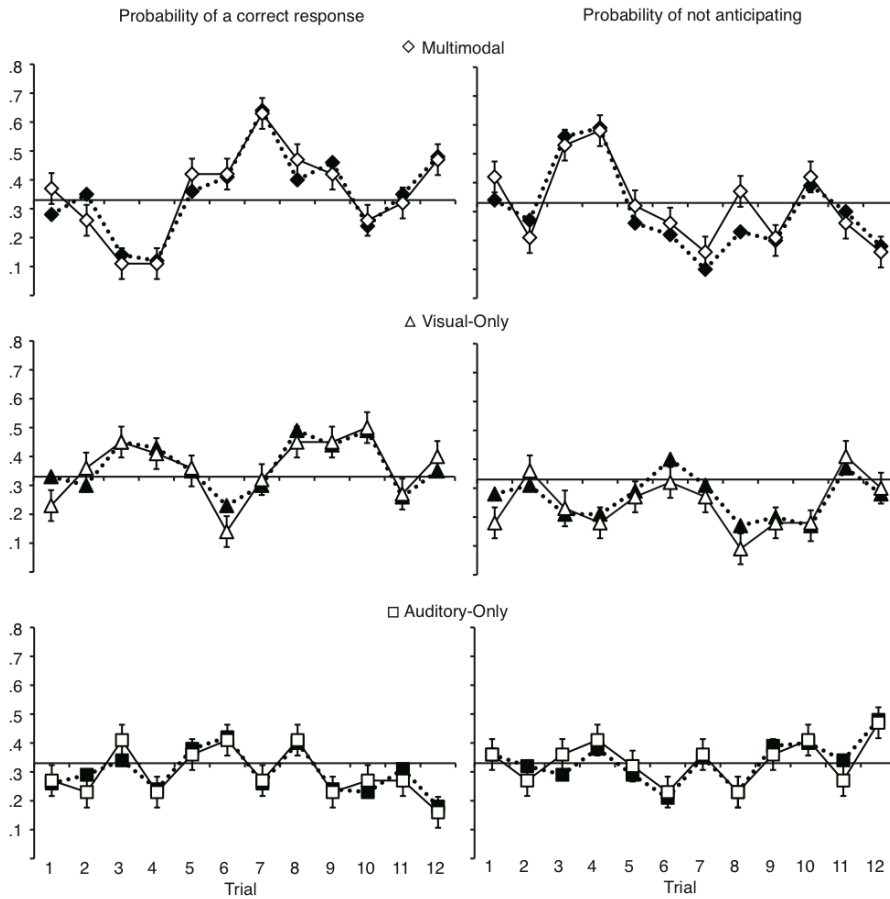 Probability of a correct response
Probability of not anticipating
Multimodal
.8
.7
.6
.5
.4
.3
.2
.1
Visual-Only
.8
.7
.6
.5
.4
.3
.2
.1
Auditory-Only
.8
.7
.6
.5
.4
.3
.2
.1
1 2 3 4 5 6 7 8 9 10 11 12
1 2 3 4 5 6 7 8 9 10 11 12
Trial
Trial